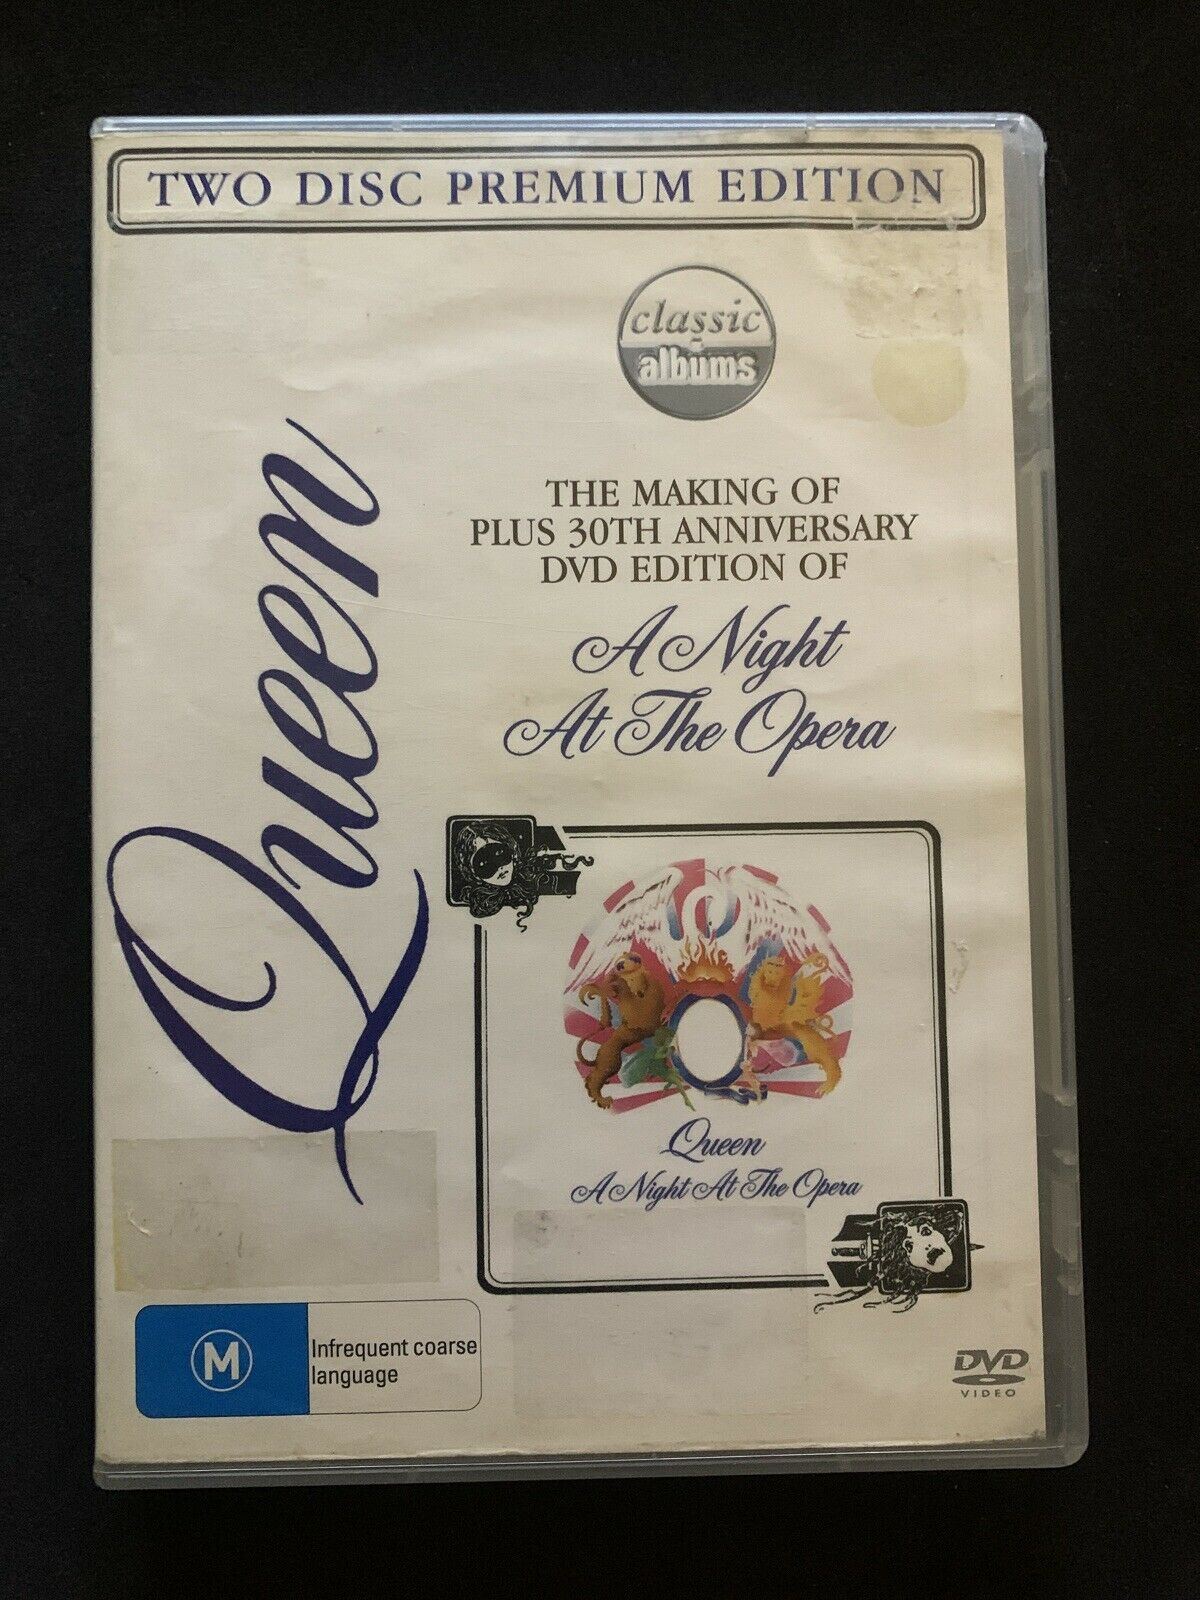 TWO DISC PREMIUM EDITION
classic
albums
Queen
THE MAKING OF
PLUS 30TH ANNIVERSARY
DVD EDITION OF
A Night
At The Opera
Queen
A Night At The Opera
M
Infrequent coarse
language
DVD
VIDEO